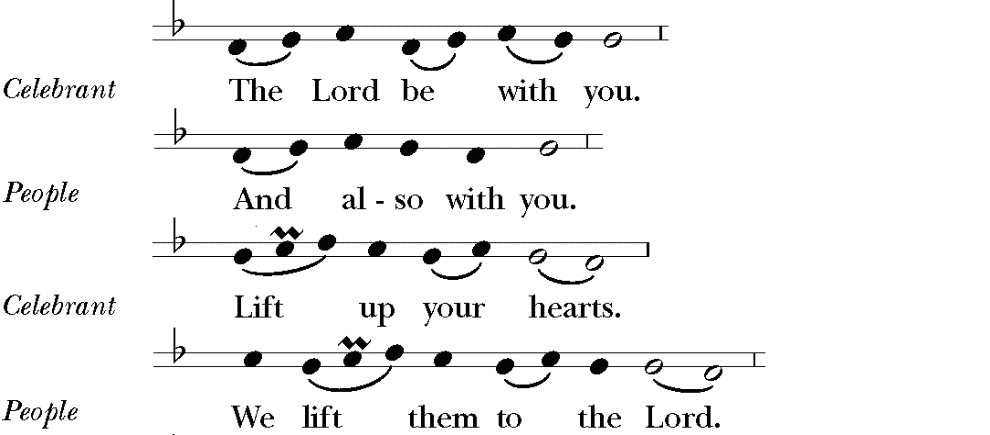 Celebrant The Lord be with you.
People And al - so with you.
Celebrant Lift up your hearts.
People We lift them to the Lord.